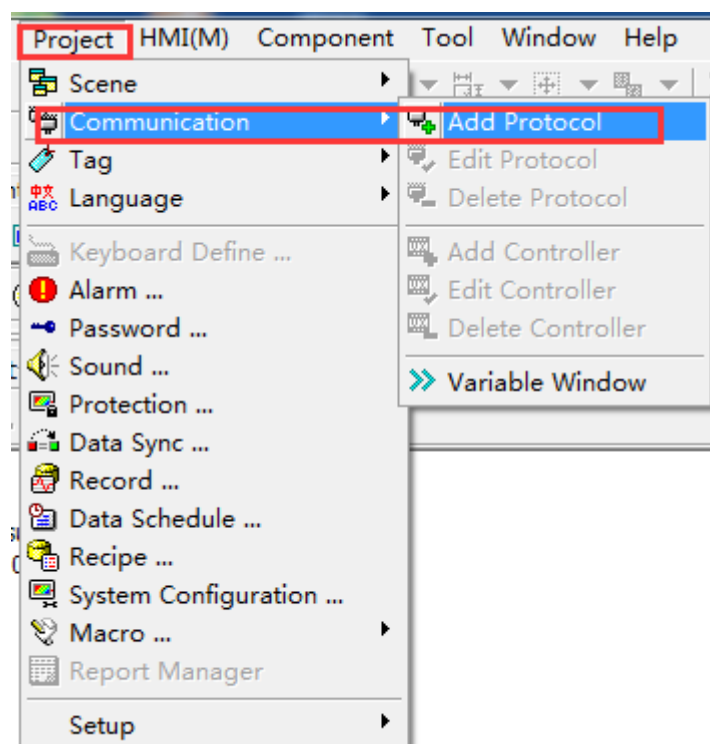 Project HMI(M) Component Tool Window Help
Scene
Communication
Tag
中文 ABC Language
Keyboard Define ...
Alarm ...
Password ...
Sound ...
Protection ...
Data Sync ...
Record ...
Data Schedule ...
Recipe ...
System Configuration ...
Macro ...
Report Manager
Setup
Add Protocol
Edit Protocol
Delete Protocol
Add Controller
Edit Controller
Delete Controller
Variable Window